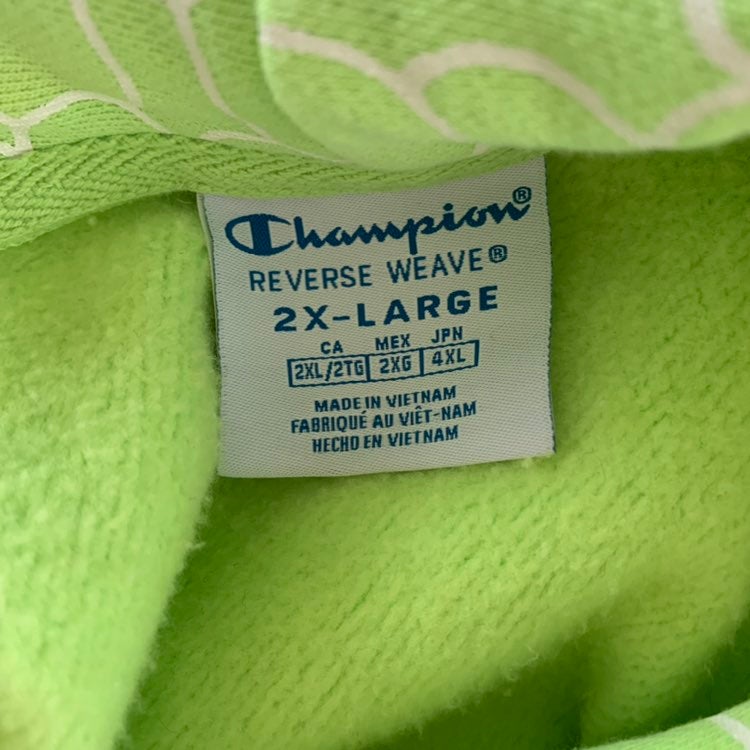 Champion®
REVERSE WEAVE®
2X-LARGE
CA MEX JPN
2XL/2TG 2XG 4XL
MADE IN VIETNAM
FABRIQUÉ AU VIÊT-NAM
HECHO EN VIETNAM